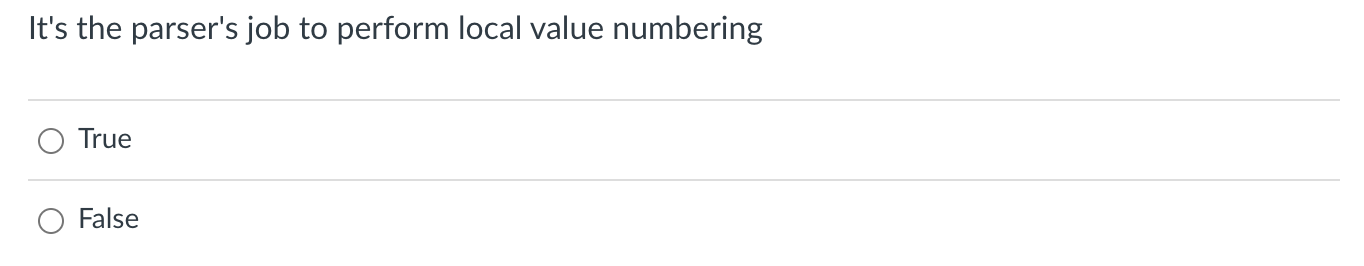 It's the parser's job to perform local value numbering
True
False